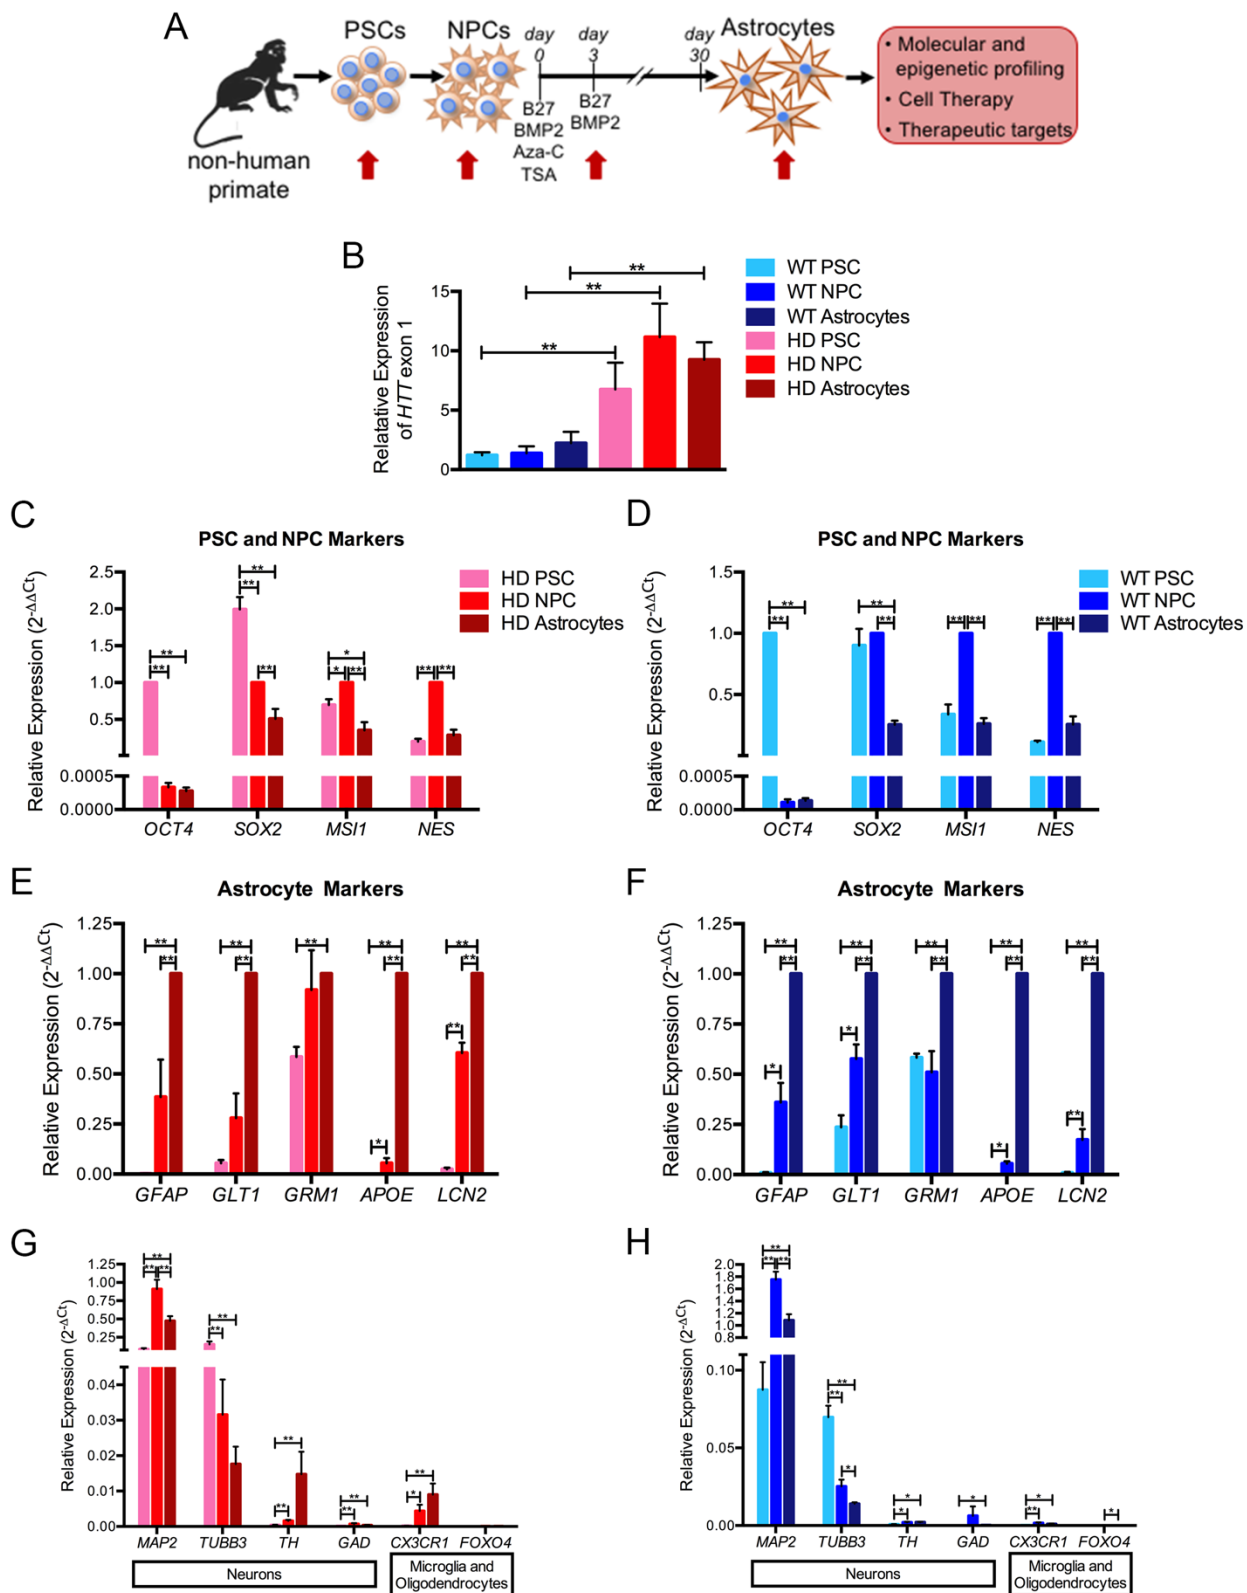 A
PSCs
NPCs
day
0
day
3
day
30
Astrocytes
B27
BMP2
Aza-C
TSA
B27
BMP2
non-human
primate
• Molecular and
epigenetic profiling
• Cell Therapy
• Therapeutic targets
B
Relatative Expression
of HTT exon 1
15
10
5
0
**
**
**
WT PSC
WT NPC
WT Astrocytes
HD PSC
HD NPC
HD Astrocytes
C
PSC and NPC Markers
Relative Expression (2-ΔΔCt)
2.5
2.0
1.5
1.0
0.5
0.0005
0.0000
**
**
**
**
**
*
* **
** **
OCT4 SOX2 MSI1 NES
HD PSC
HD NPC
HD Astrocytes
D
PSC and NPC Markers
Relative Expression (2-ΔΔCt)
1.5
1.0
0.5
0.0005
0.0000
**
**
**
**
** **
** **
OCT4 SOX2 MSI1 NES
WT PSC
WT NPC
WT Astrocytes
E
Astrocyte Markers
Relative Expression (2-ΔΔCt)
1.25
1.00
0.75
0.50
0.25
0.00
**
**
**
**
**
**
**
*
**
**
**
GFAP GLT1 GRM1 APOE LCN2
F
Astrocyte Markers
Relative Expression (2-ΔΔCt)
1.25
1.00
0.75
0.50
0.25
0.00
**
**
*
**
**
*
**
**
**
**
*
**
**
**
GFAP GLT1 GRM1 APOE LCN2
G
Relative Expression (2-ΔCt)
1.25
1.00
0.75
0.50
0.25
0.04
0.03
0.02
0.01
0.00
**
** **
**
**
**
**
**
**
**
*
MAP2 TUBB3 TH GAD CX3CR1 FOXO4
Neurons
Microglia and
Oligodendrocytes
H
Relative Expression (2-ΔCt)
2.0
1.8
1.6
1.4
1.2
1.0
0.8
0.10
0.05
0.00
**
** **
**
**
*
*
*
*
*
**
*
MAP2 TUBB3 TH GAD CX3CR1 FOXO4
Neurons
Microglia and
Oligodendrocytes